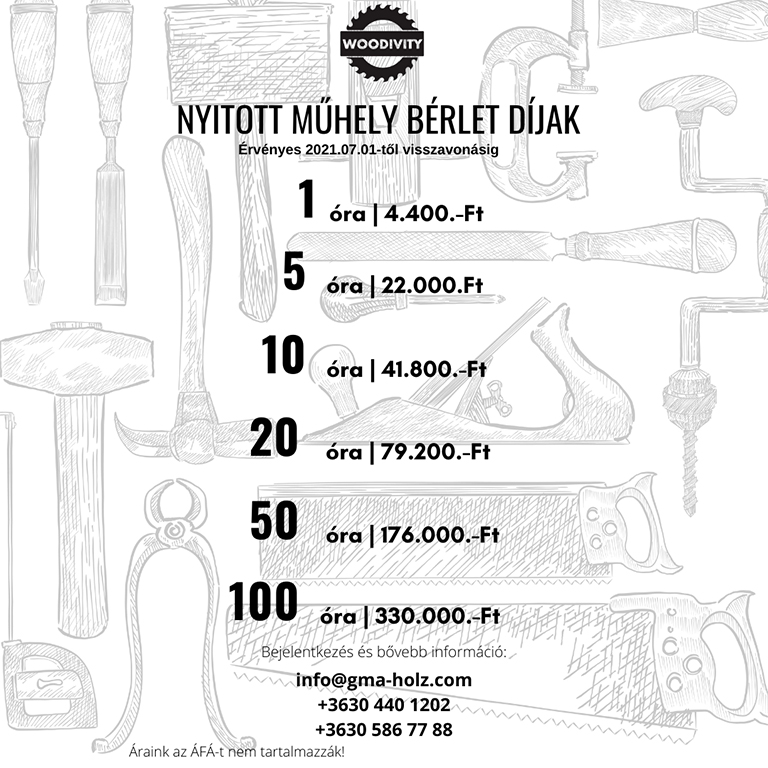 WOODIVITY
NYITOTT MŰHELY BÉRLET DÍJAK
Érvényes 2021.07.01-től visszavonásig
1 óra | 4.400.-Ft
5 óra | 22.000.Ft
10 óra | 41.800.-Ft
20 óra | 79.200.-Ft
50 óra | 176.000.-Ft
100 óra | 330.000.-Ft
Bejelentkezés és bővebb információ:
info@gma-holz.com
+3630 440 1202
+3630 586 77 88
Áraink az ÁFÁ-t nem tartalmazzák!